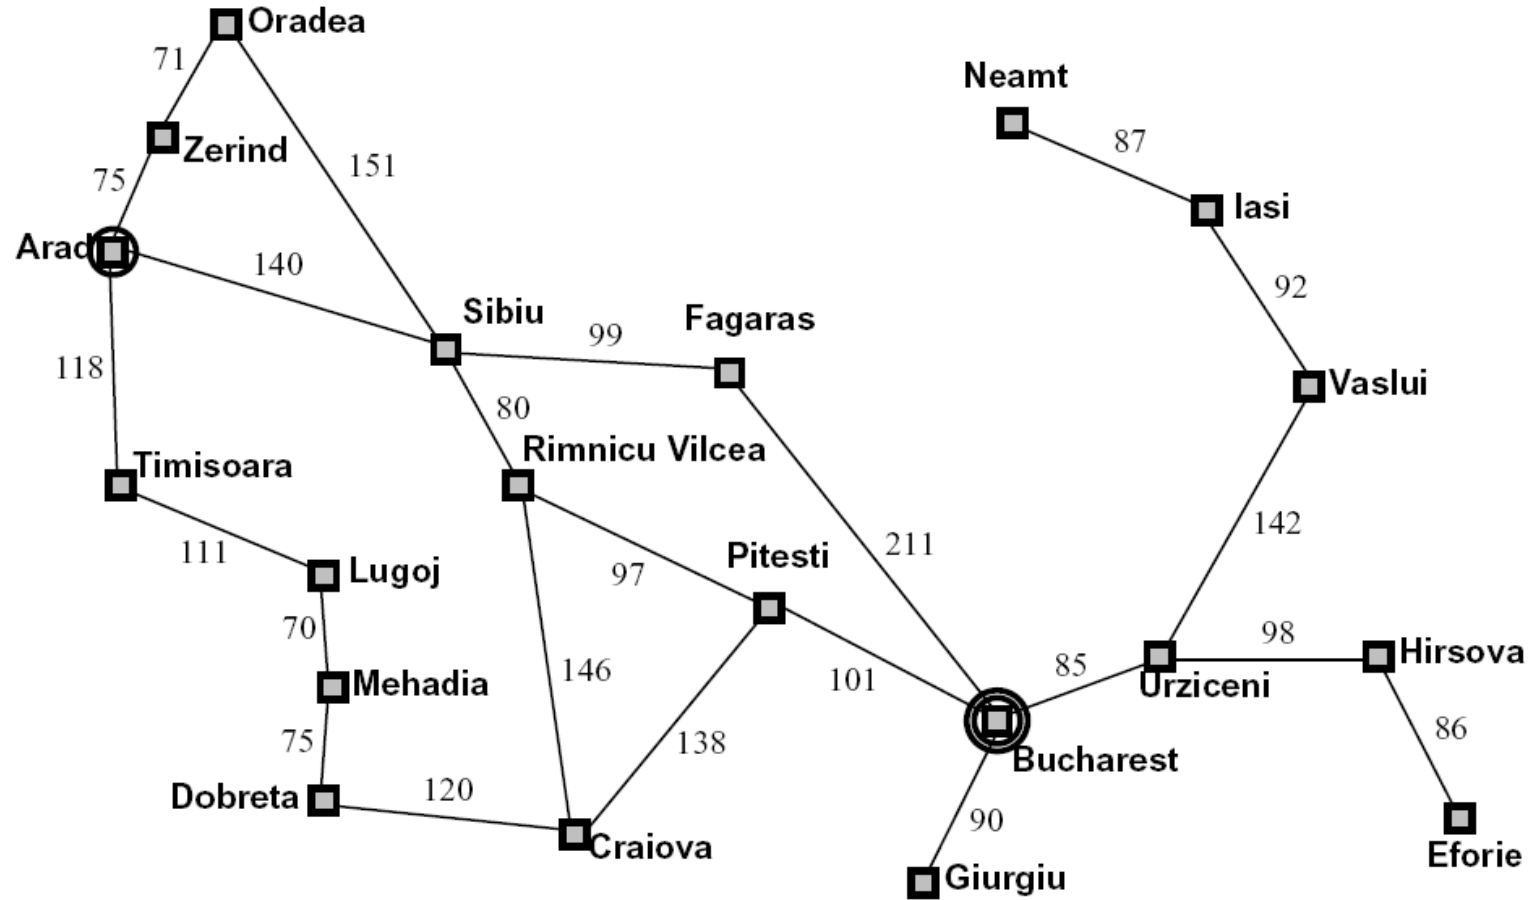 Oradea
71
Neamt
87
Zerind
151
75
Iasi
Arad
140
92
Sibiu
Fagaras
99
118
Vaslui
80
Rimnicu Vilcea
Timisoara
142
211
111
Pitesti
Lugoj
97
70
98
Hirsova
85
146
101
Urziceni
Mehadia
86
75
138
Bucharest
Dobreta
120
90
Craiova
Eforie
Giurgiu